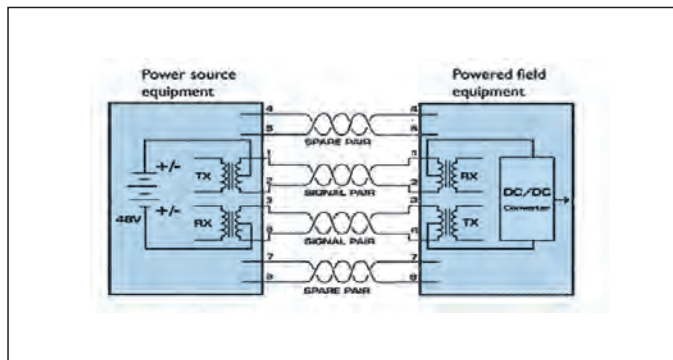 Power source
equipment
Powered field
equipment
4
5
SPARE PAIR
4
5
+/-
TX
1
2
SIGNAL PAIR
1
2
RX
DC/DC
Converter
48V
+/-
RX
3
6
SIGNAL PAIR
3
6
TX
7
8
SPARE PAIR
7
8